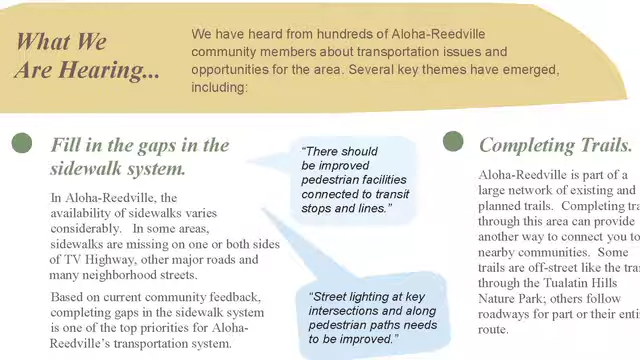 What We
Are Hearing...
We have heard from hundreds of Aloha-Reedville
community members about transportation issues and
opportunities for the area. Several key themes have emerged,
including:
Fill in the gaps in the
sidewalk system.
In Aloha-Reedville, the
availability of sidewalks varies
considerably. In some areas,
sidewalks are missing on one or both sides
of TV Highway, other major roads and
many neighborhood streets.
Based on current community feedback,
completing gaps in the sidewalk system
is one of the top priorities for Aloha-
Reedville's transportation system.
“There should
be improved
pedestrian facilities
connected to transit
stops and lines.”
“Street lighting at key
intersections and along
pedestrian paths needs
to be improved.”
Completing Trails.
Aloha-Reedville is part of a
large network of existing and
planned trails. Completing tra
through this area can provide
another way to connect you to
nearby communities. Some
trails are off-street like the tra
through the Tualatin Hills
Nature Park; others follow
roadways for part or their enti
route.